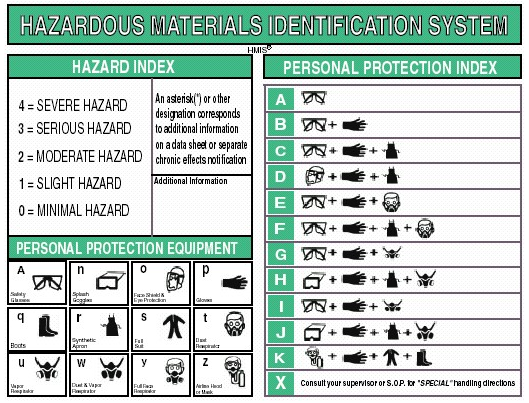 HAZARDOUS MATERIALS IDENTIFICATION SYSTEM
HMIS®
HAZARD INDEX
4 = SEVERE HAZARD
3 = SERIOUS HAZARD
2 = MODERATE HAZARD
1 = SLIGHT HAZARD
0 = MINIMAL HAZARD
An asterisk(*) or other
designation corresponds
to additional information
on a data sheet or separate
chronic effects notification
Additional Information
PERSONAL PROTECTION EQUIPMENT
A
Safety
Glasses
n
Splash
Goggles
o
Face Shield &
Eye Protection
p
Gloves
q
Boots
r
Synthetic
Apron
s
Full
Suit
t
Dust
Respirator
u
Vapor
Respirator
w
Dust & Vapor
Respirator
y
Full Face
Respirator
z
Airline Hood
or Mask
PERSONAL PROTECTION INDEX
A
B + 
C + +
D + +
E + +
F + + +
G + +
H + + +
I + +
J + + +
K + + +
X Consult your supervisor or S.O.P. for "SPECIAL" handling directions